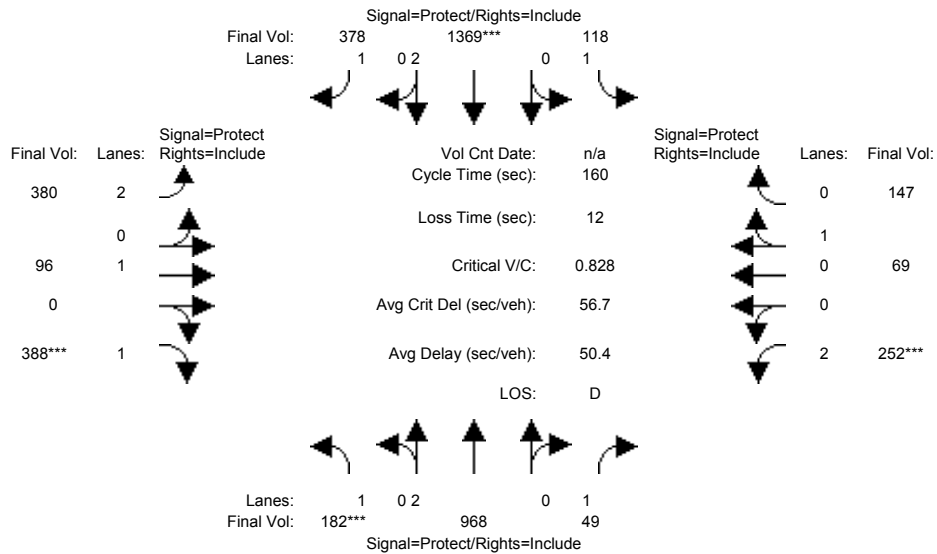 Signal=Protect/Rights=Include
Final Vol: 378 1369*** 118
Lanes: 1 0 2 0 1
Signal=Protect Signal=Protect
Final Vol: Lanes: Rights=Include Vol Cnt Date: n/a Rights=Include Lanes: Final Vol:
Cycle Time (sec): 160
380 2 0 147
Loss Time (sec): 12
0 1
96 1 Critical V/C: 0.828 0 69
0 Avg Crit Del (sec/veh): 56.7 0
388*** 1 Avg Delay (sec/veh): 50.4 2 252***
LOS: D
Lanes: 1 0 2 0 1
Final Vol: 182*** 968 49
Signal=Protect/Rights=Include